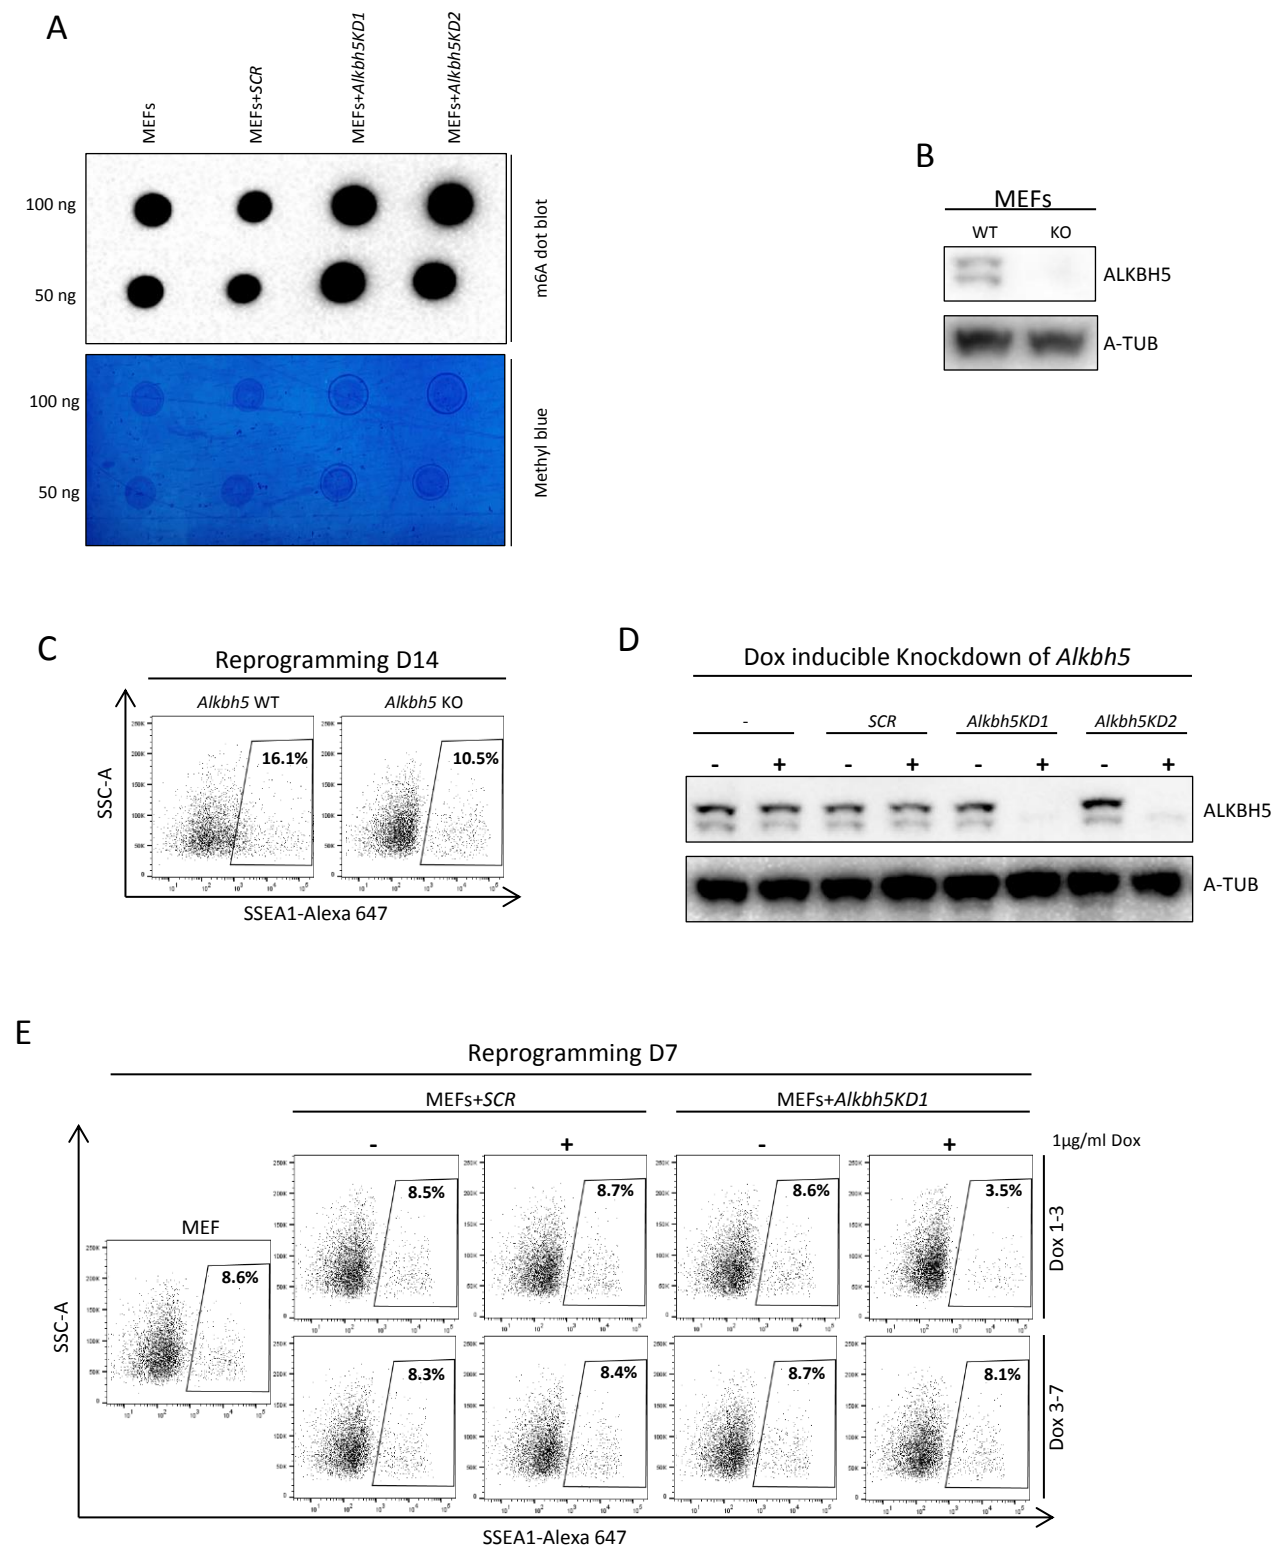 A
MEFs
MEFs+SCR
MEFs+Alkbh5KD1
MEFs+Alkbh5KD2
100 ng
50 ng
m6A dot blot
100 ng
50 ng
Methyl blue
B
MEFs
WT KO
ALKBH5
A-TUB
C
Reprogramming D14
Alkbh5 WT Alkbh5 KO
16.1% 10.5%
SSC-A
SSEA1-Alexa 647
D
Dox inducible Knockdown of Alkbh5
- SCR Alkbh5KD1 Alkbh5KD2
- + - + - + - +
ALKBH5
A-TUB
E
Reprogramming D7
MEFs+SCR MEFs+Alkbh5KD1
- + - + 1µg/ml Dox
8.5% 8.7% 8.6% 3.5%
Dox 1-3
MEF
8.6%
8.3% 8.4% 8.7% 8.1%
Dox 3-7
SSC-A
SSEA1-Alexa 647